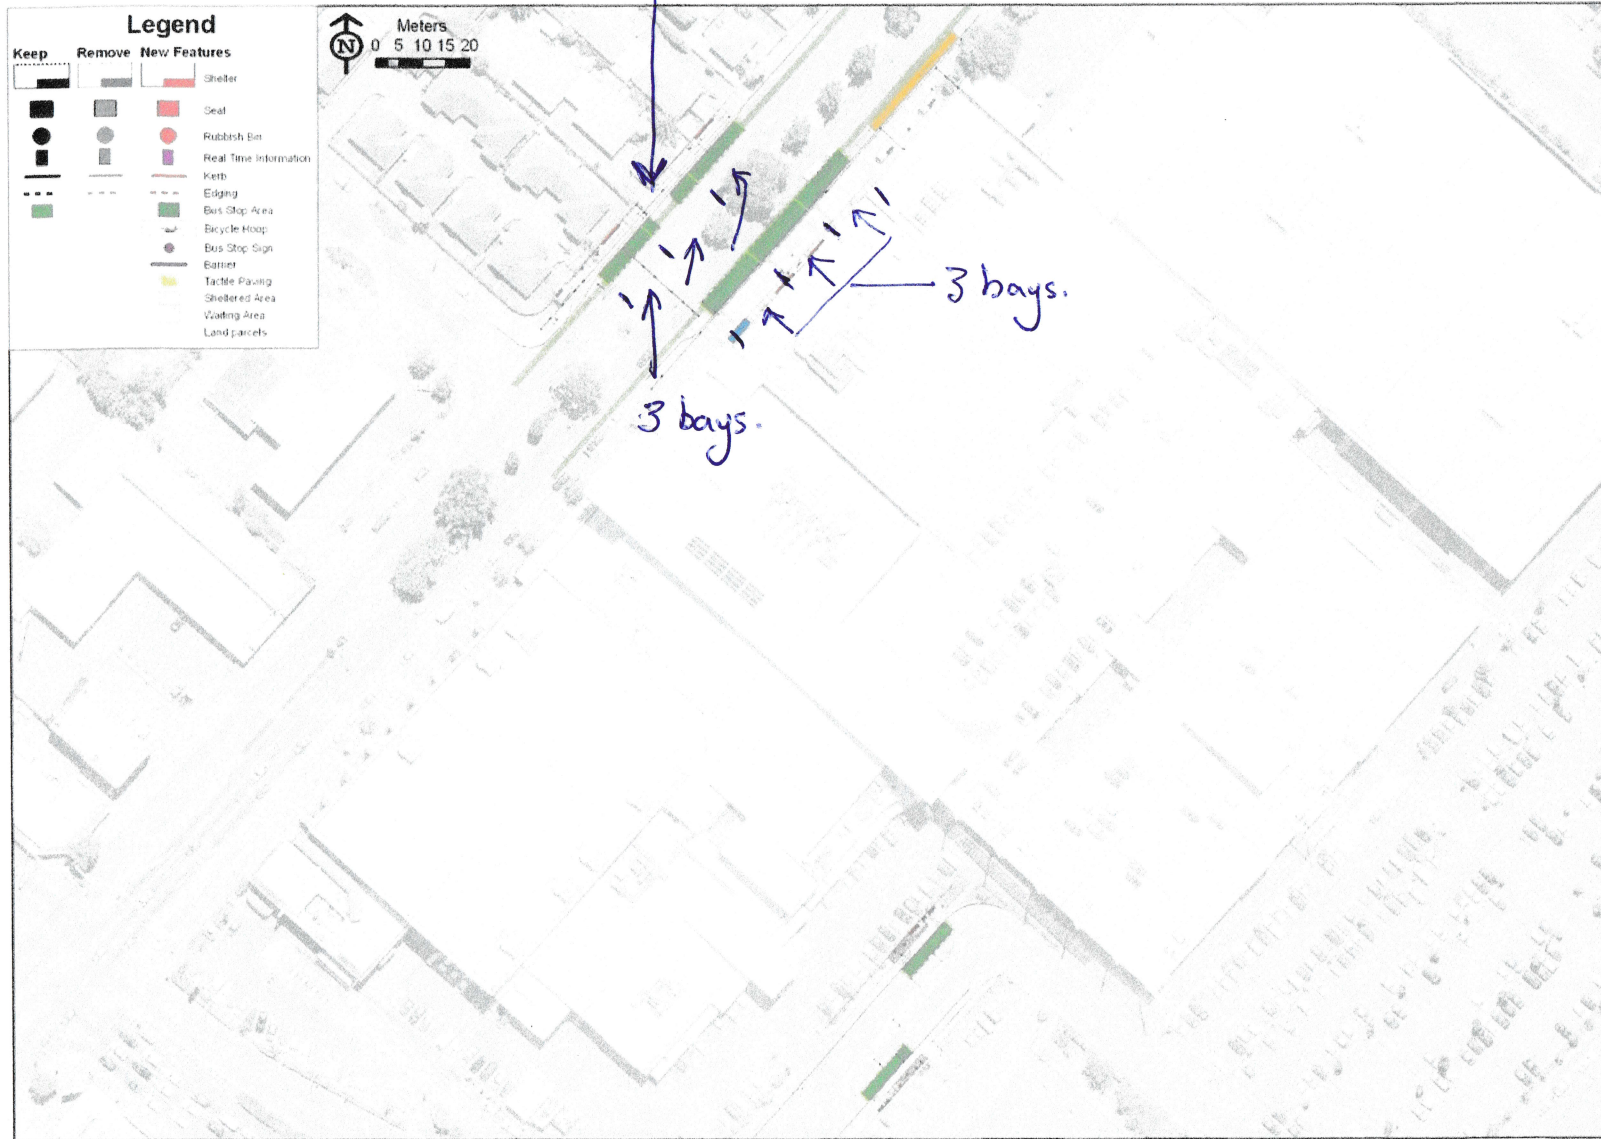 Legend
Keep Remove New Features
Shelter
Seat
Rubbish Bin
Real Time Information
Kerb
Edging
Bus Stop Area
Bicycle Hoop
Bus Stop Sign
Barrier
Tactile Paving
Sheltered Area
Waiting Area
Land parcels
N
Meters
0 5 10 15 20
3 bays.
3 bays.